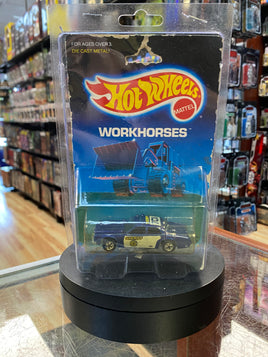 FOR AGES OVER 3.
DIE CAST METAL!
Hot Wheels
MATTEL
WORKHORSES